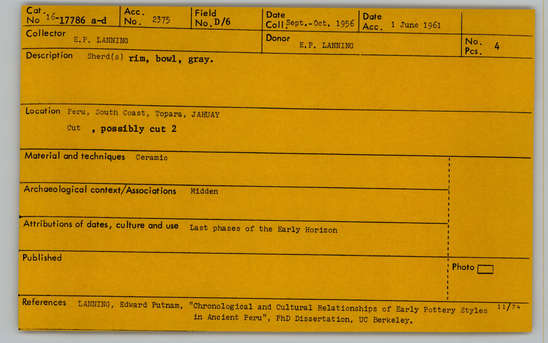 Cat. No 16-17786 a-d Acc. No. 2375 Field No. D/6 Date Coll. Sept.-Oct. 1956 Date Acc. 1 June 1961
Collector E.P. LANNING Donor E.P. LANNING No. Pcs. 4
Description Sherd(s) rim, bowl, gray.
Location Peru, South Coast, Topara, JAHUAY
Cut , possibly cut 2
Material and techniques Ceramic
Archaeological context/Associations Midden
Attributions of dates, culture and use Last phases of the Early Horizon
Published
Photo
References LANNING, Edward Putnam, "Chronological and Cultural Relationships of Early Pottery Styles 11/74
in Ancient Peru", PhD Dissertation, UC Berkeley.